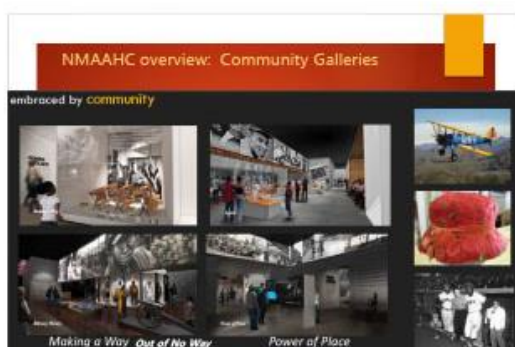 NMAAHC overview: Community Galleries
embraced by community
Making a Way Out of No Way
Power of Place